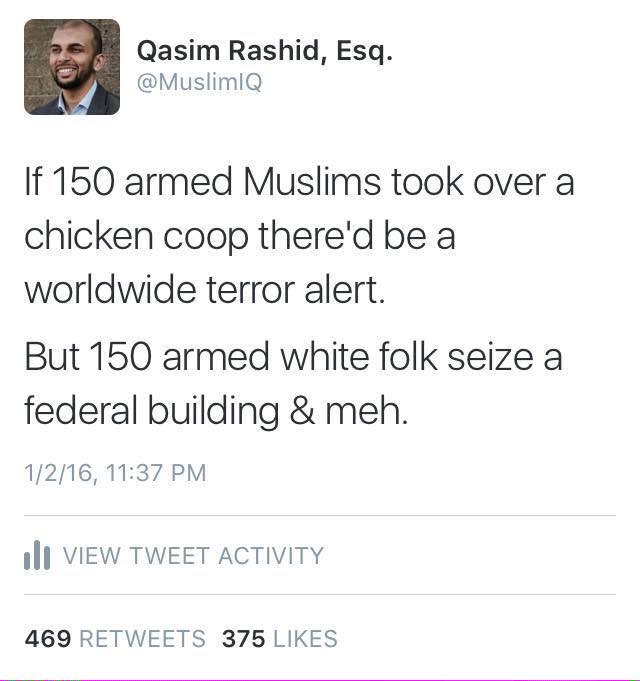 Qasim Rashid, Esq.
@MuslimIQ
If 150 armed Muslims took over a
chicken coop there'd be a
worldwide terror alert.
But 150 armed white folk seize a
federal building & meh.
1/2/16, 11:37 PM
VIEW TWEET ACTIVITY
469 RETWEETS 375 LIKES